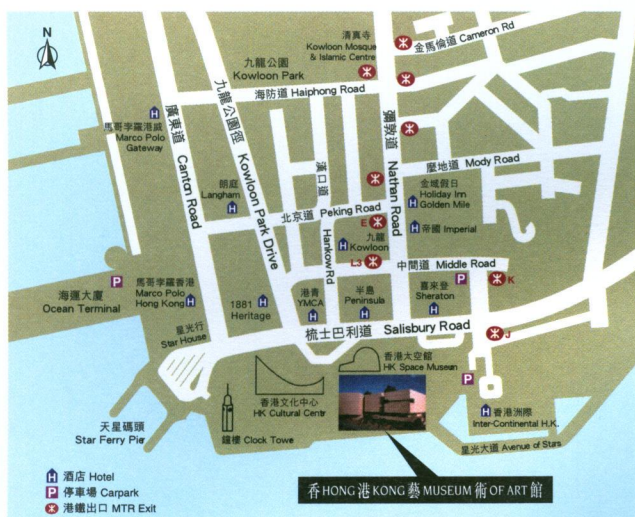 N
清真寺
Kowloon Mosque
& Islamic Centre
金馬倫道 Cameron Rd
九龍公園
Kowloon Park
海防道 Haiphong Road
馬哥孛羅港威
Marco Polo
Gateway
廣東道 Canton Road
九龍公園徑 Kowloon Park Drive
漢口道 Hankow Rd
彌敦道 Nathan Road
麼地道 Mody Road
朗庭
Langham
金域假日
Holiday Inn
Golden Mile
北京道 Peking Road
E
帝國 Imperial
九龍
Kowloon
L3
中間道 Middle Road
K
P
海運大廈
Ocean Terminal
馬哥孛羅香港
Marco Polo
Hong Kong
1881
Heritage
港青
YMCA
半島
Peninsula
喜來登
Sheraton
P
星光行
Star House
梳士巴利道 Salisbury Road
J
香港太空館
HK Space Museum
P
香港文化中心
HK Cultural Centr
香港洲際
Inter-Continental H.K.
天星碼頭
Star Ferry Pie
鐘樓 Clock Towe
星光大道 Avenue of Stars
H 酒店 Hotel
P 停車場 Carpark
港鐵出口 MTR Exit
香HONG港KONG藝MUSEUM術OF ART館